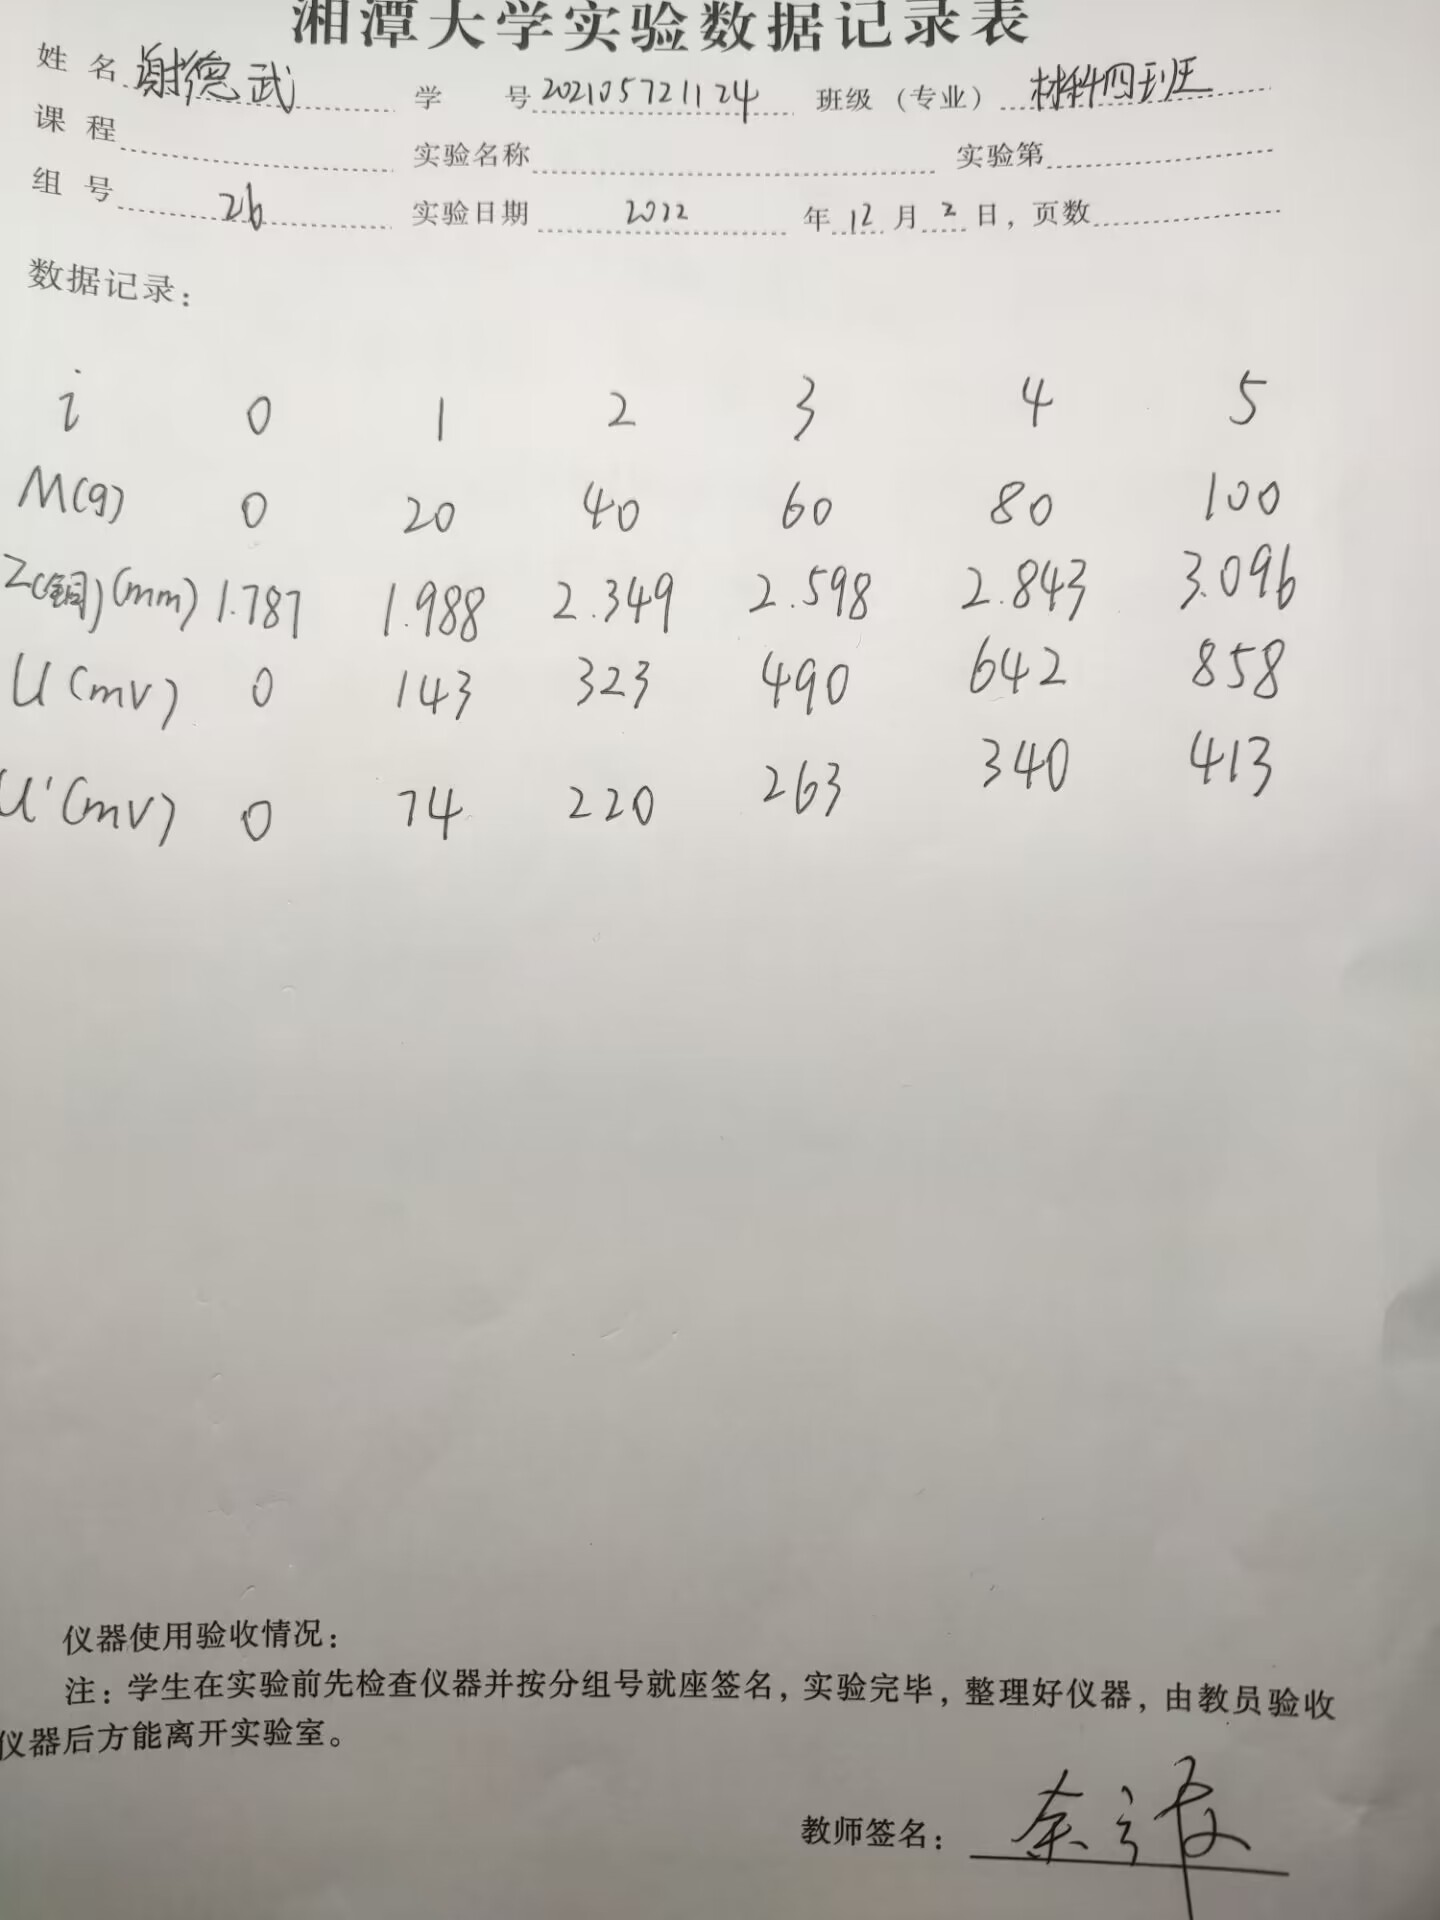 湘潭大学实验数据记录表
姓 名 谢德武 学 号 202105721124 班级（专业） 材料四班
课 程 实验名称 实验第
组 号 26 实验日期 2022 年 12 月 2 日，页数
数据记录：
i 0 1 2 3 4 5
M(g) 0 20 40 60 80 100
Z(铜)(mm) 1.787 1.988 2.349 2.598 2.843 3.096
U(mV) 0 143 323 490 642 858
U'(mV) 0 74 220 263 340 413
仪器使用验收情况：
注：学生在实验前先检查仪器并按分组号就座签名，实验完毕，整理好仪器，由教员验收
仪器后方能离开实验室。
教师签名：